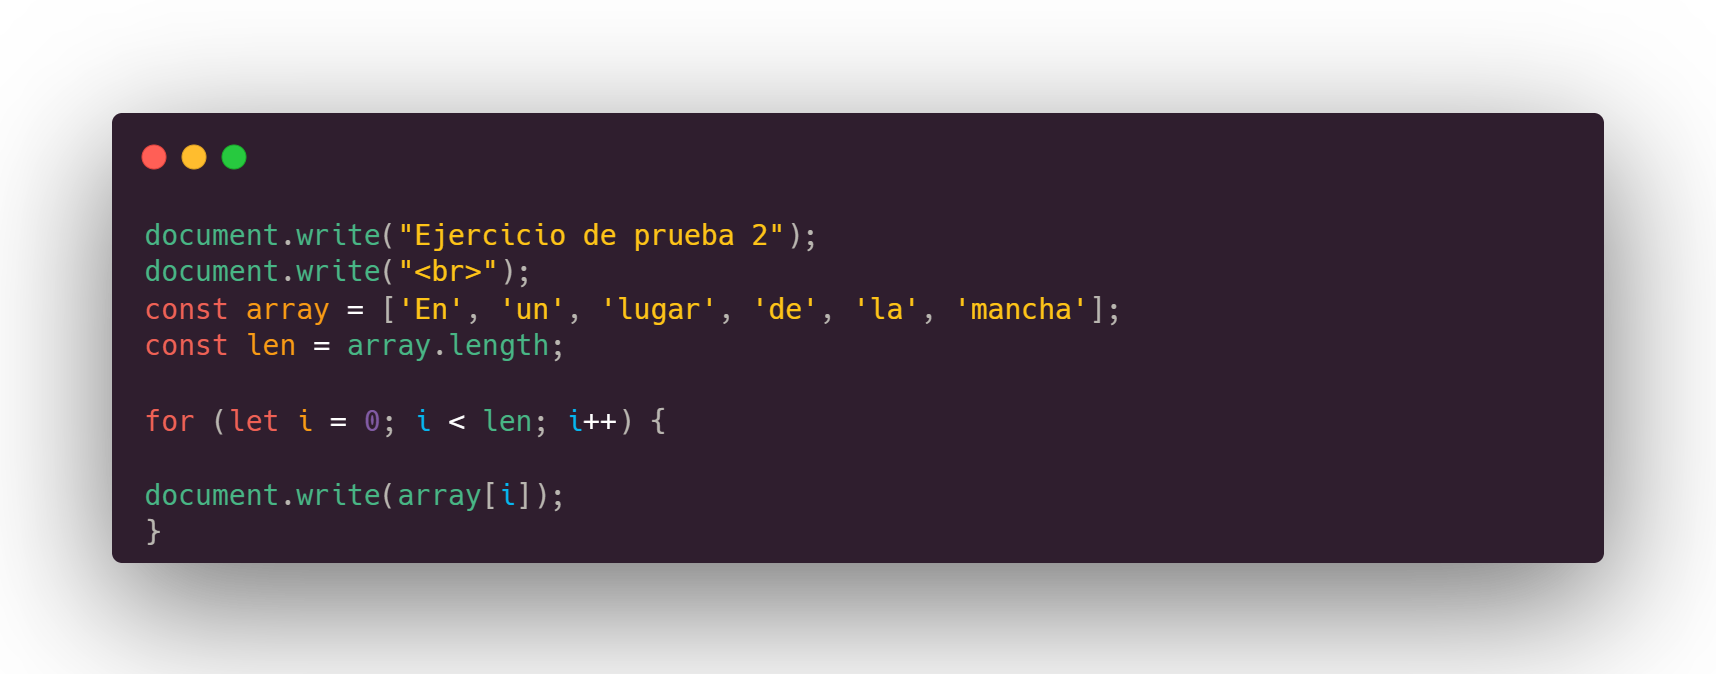 document.write("Ejercicio de prueba 2");
document.write("<br>");
const array = ['En', 'un', 'lugar', 'de', 'la', 'mancha'];
const len = array.length;
for (let i = 0; i < len; i++) {
document.write(array[i]);
}